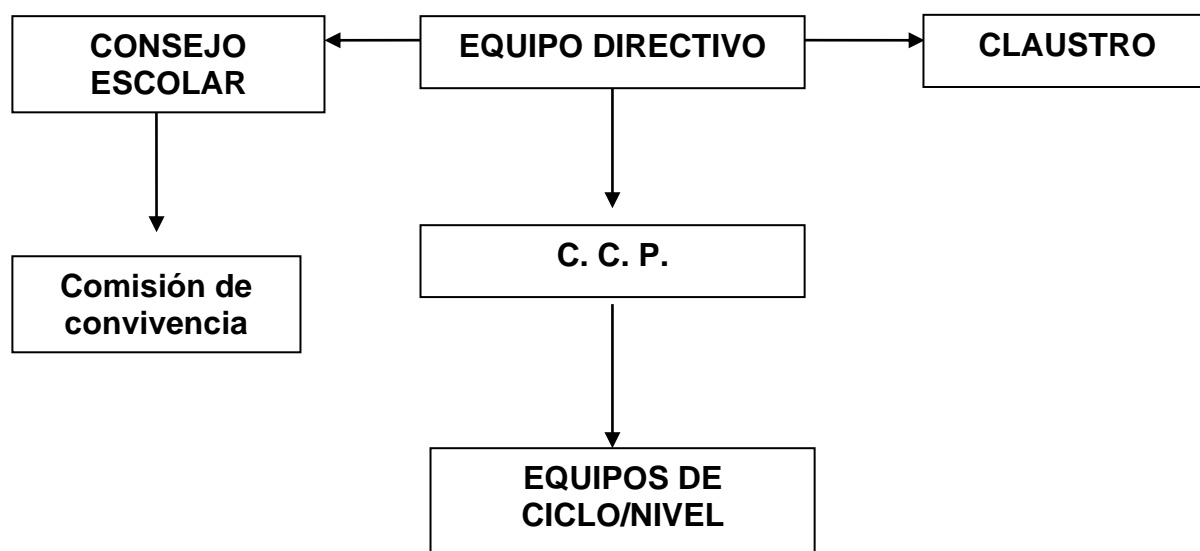 CONSEJO
ESCOLAR
EQUIPO DIRECTIVO
CLAUSTRO
C. C. P.
Comisión de
convivencia
EQUIPOS DE
CICLO/NIVEL